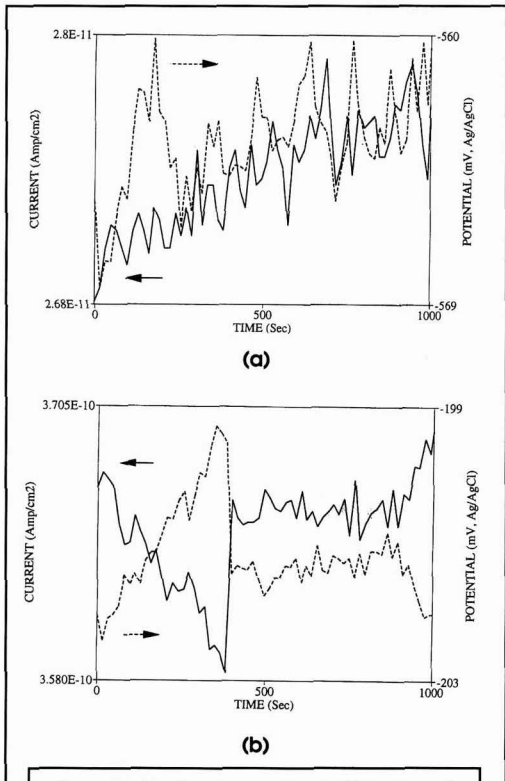 2.8E-11
-560
CURRENT (Amp/cm2)
POTENTIAL (mV, Ag/AgCl)
2.68E-11
-569
0
500
1000
TIME (Sec)
(a)
3.705E-10
-199
CURRENT (Amp/cm2)
POTENTIAL (mV, Ag/AgCl)
3.580E-10
-203
0
500
1000
TIME (Sec)
(b)